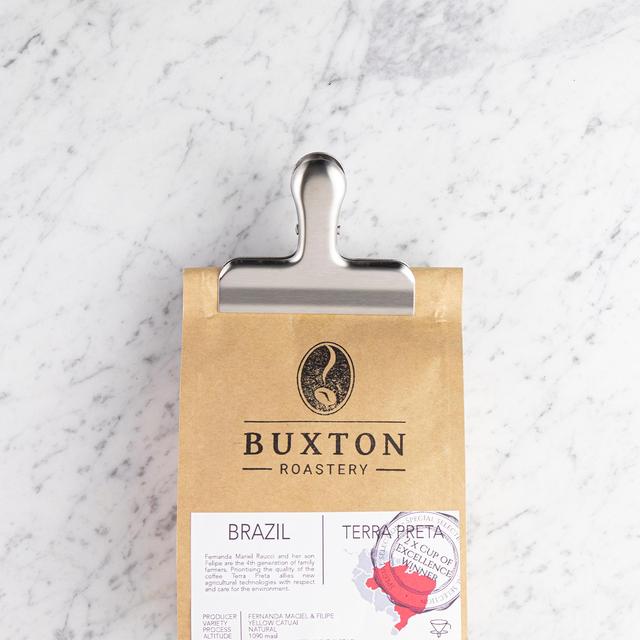 BUXTON
ROASTERY
BRAZIL
TERRA PRETA
Fernanda Mariel Raucci and her son
Felipe are the 4th generation of family
farmers. Prioritising the quality of the
coffee Terra Preta allies new
agricultural technologies with respect
and care for the environment.
2 X CUP OF
EXCELLENCE
WINNER
PRODUCER FERNANDA MACIEL & FILIPE
VARIETY YELLOW CATUAI
PROCESS NATURAL
ALTITUDE 1090 masl